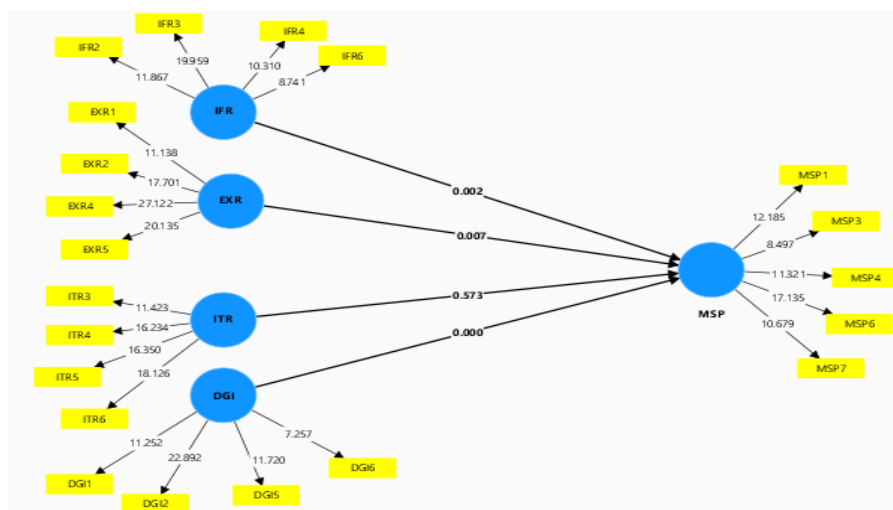 IFR3
IFR4
IFR2
IFR6
19.959
10.310
11.867
8.741
IFR
EXR1
11.138
EXR2
17.701
EXR4
27.122
EXR
EXR5
20.135
0.002
0.007
MSP1
12.185
MSP3
8.497
MSP4
11.321
MSP6
17.135
MSP7
10.679
MSP
ITR3
11.423
ITR4
16.234
ITR
0.573
ITR5
16.350
ITR6
18.126
0.000
DGI
11.252
22.892
11.720
7.257
DGI1
DGI2
DGI5
DGI6